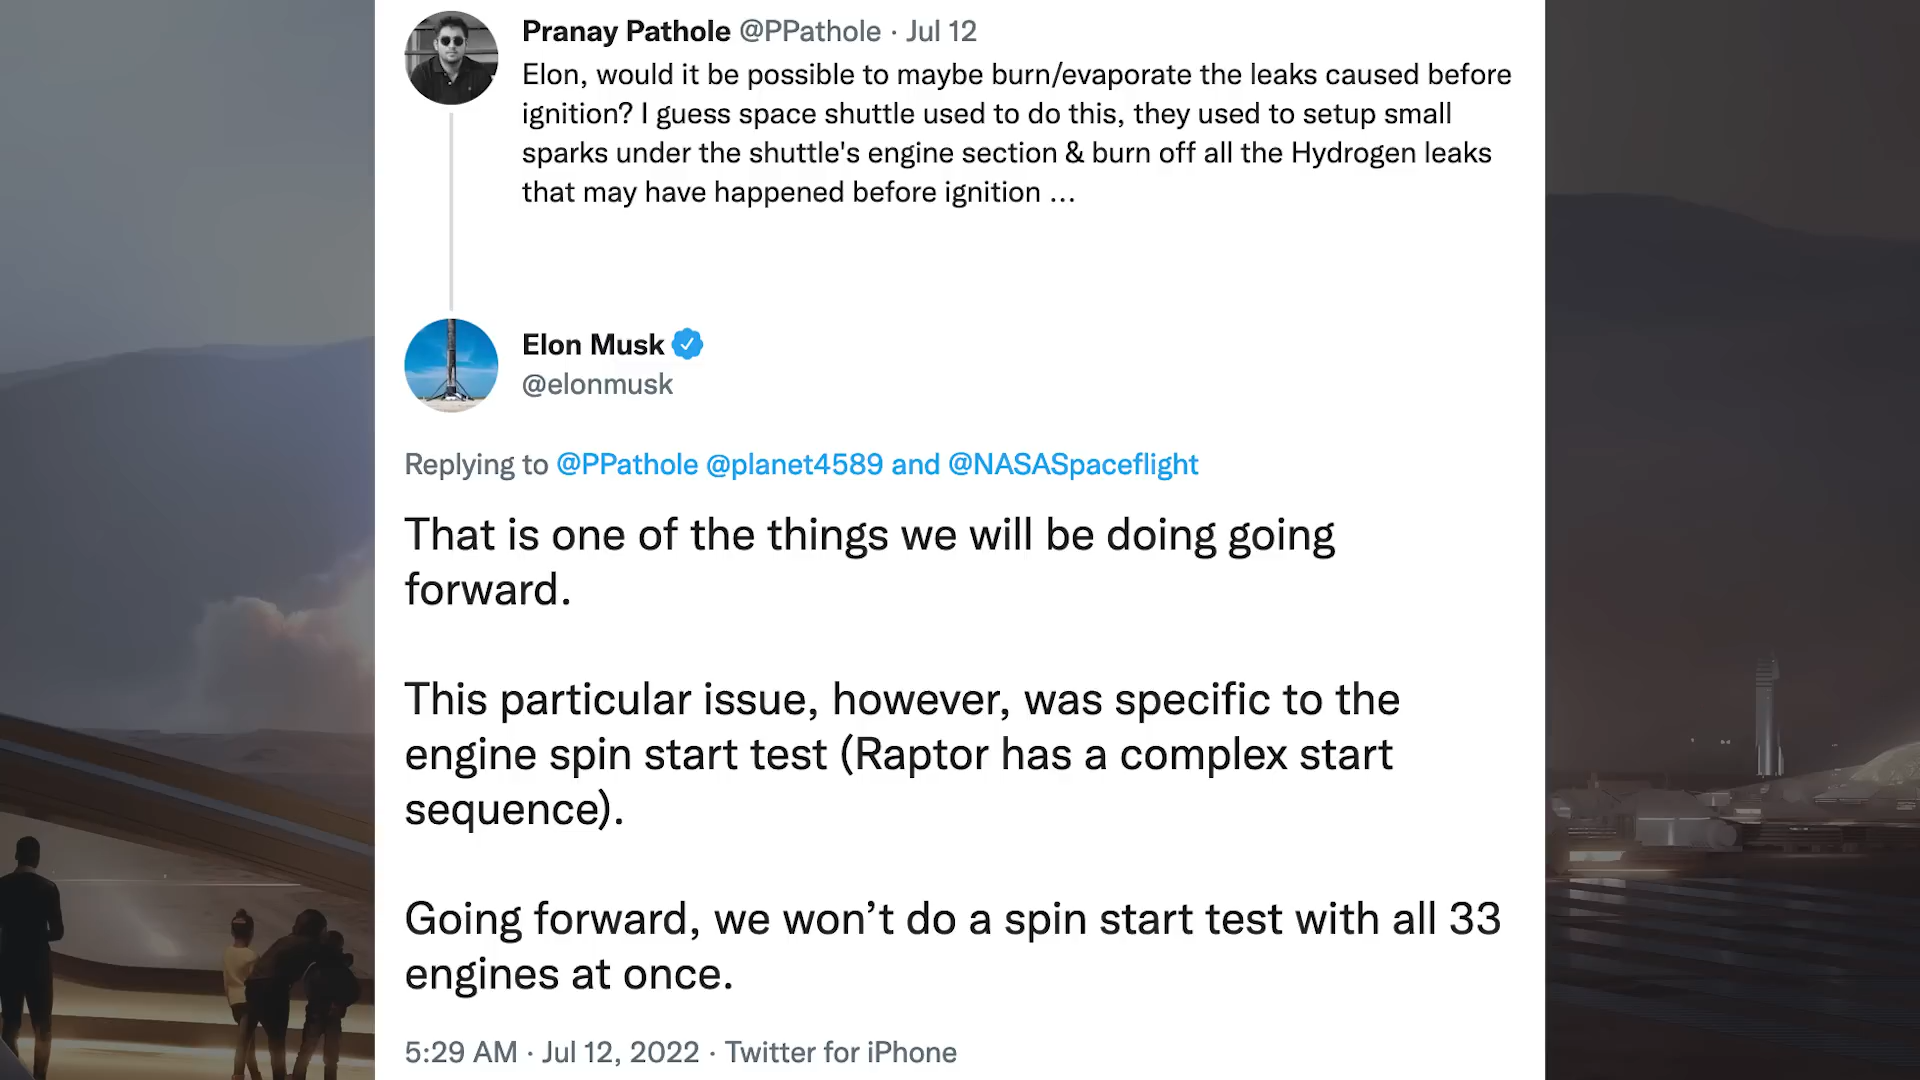 Pranay Pathole @PPathole · Jul 12
Elon, would it be possible to maybe burn/evaporate the leaks caused before
ignition? I guess space shuttle used to do this, they used to setup small
sparks under the shuttle's engine section & burn off all the Hydrogen leaks
that may have happened before ignition ...
Elon Musk
@elonmusk
Replying to @PPathole @planet4589 and @NASASpaceflight
That is one of the things we will be doing going
forward.
This particular issue, however, was specific to the
engine spin start test (Raptor has a complex start
sequence).
Going forward, we won’t do a spin start test with all 33
engines at once.
5:29 AM · Jul 12, 2022 · Twitter for iPhone